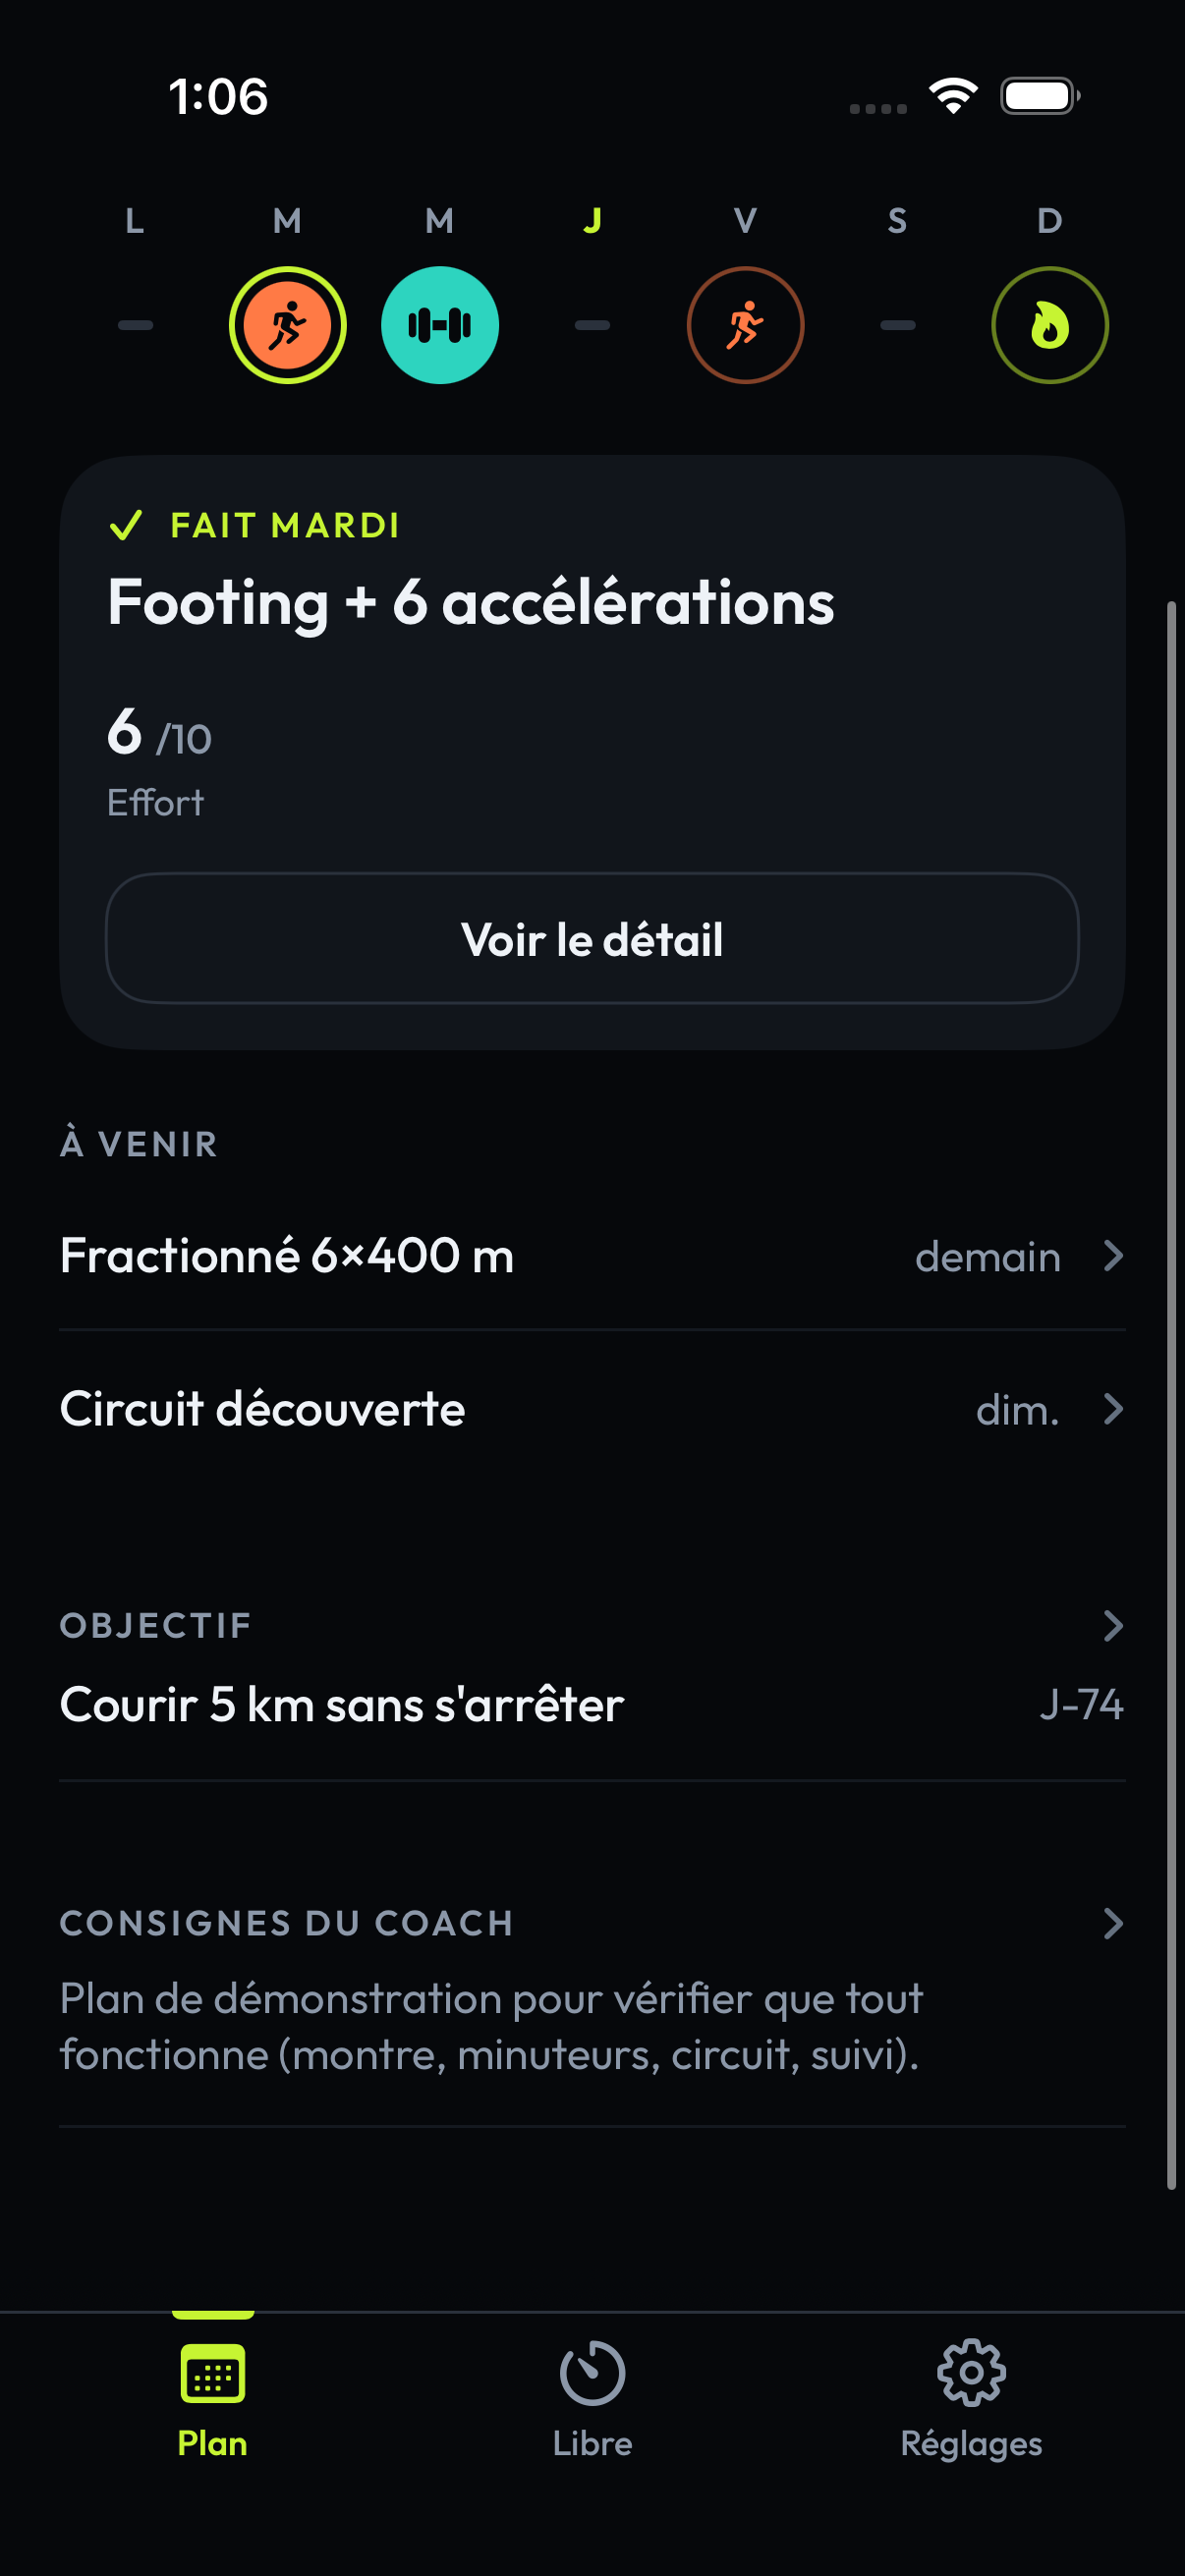 1:06
L M M J V S D
FAIT MARDI
Footing + 6 accélérations
6 /10
Effort
Voir le détail
À VENIR
Fractionné 6×400 m demain
Circuit découverte dim.
OBJECTIF
Courir 5 km sans s'arrêter J-74
CONSIGNES DU COACH
Plan de démonstration pour vérifier que tout
fonctionne (montre, minuteurs, circuit, suivi).
Plan Libre Réglages